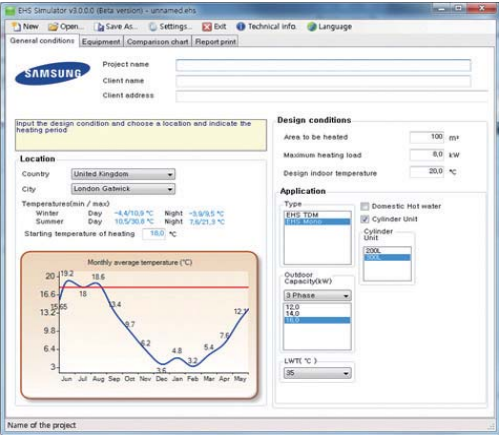 EHS Simulator v3.0.0.0 (Beta version) - unnamed.ehs
New Open... Save As... Settings... Exit Technical info. Language
General conditions Equipment Comparison chart Report print
SAMSUNG
Project name
Client name
Client address
Input the design condition and choose a location and indicate the
heating period
Location
Country United Kingdom
City London Gatwick
Temperatures(min / max)
Winter Day -4,4/10,9 ℃ Night -3,9/9,5 ℃
Summer Day 10,5/30,8 ℃ Night 7,6/21,3 ℃
Starting temperature of heating 18,0 ℃
Monthly average temperature (℃)
20
16.6
13.2
9.8
6.4
3
19.2
18
18.6
13.4
9.7
6.2
3.6
4.8
3.2
5.4
7.6
12.1
Jun Jul Aug Sep Oct Nov Dec Jan Feb Mar Apr May
Design conditions
Area to be heated 100 m²
Maximum heating load 8,0 kW
Design indoor temperature 20,0 ℃
Application
Type
EHS TDM
EHS Mono
Domestic Hot water
Cylinder Unit
Cylinder
Unit
200L
300L
Outdoor
Capacity(kW)
3 Phase
12,0
14,0
16,0
LWT( ℃ )
35
Name of the project